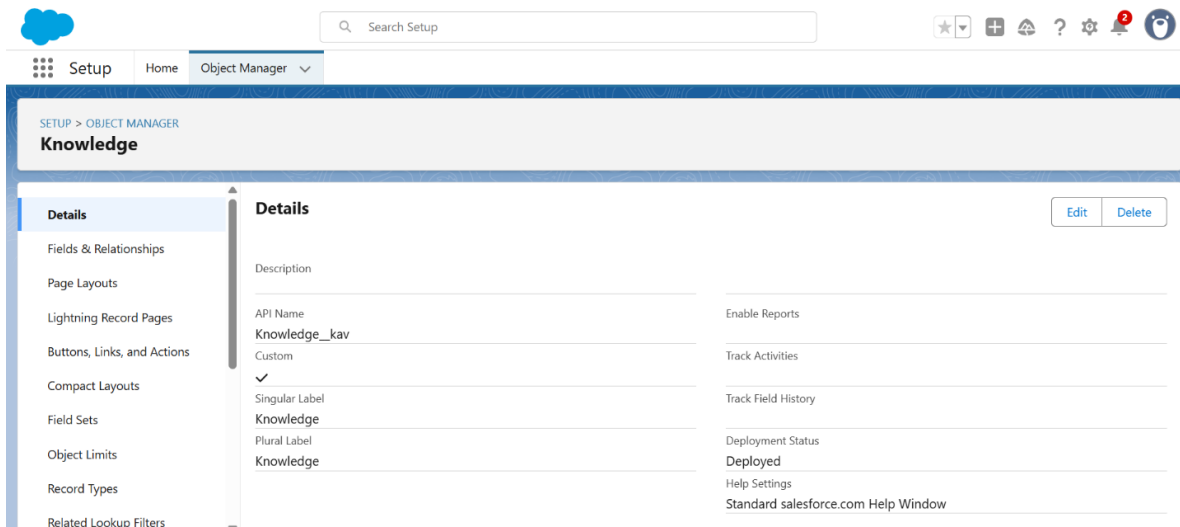 Search Setup
2
Setup
Home
Object Manager
SETUP > OBJECT MANAGER
Knowledge
Details
Fields & Relationships
Page Layouts
Lightning Record Pages
Buttons, Links, and Actions
Compact Layouts
Field Sets
Object Limits
Record Types
Related Lookup Filters
Details
Edit
Delete
Description
API Name
Knowledge__kav
Custom
Singular Label
Knowledge
Plural Label
Knowledge
Enable Reports
Track Activities
Track Field History
Deployment Status
Deployed
Help Settings
Standard salesforce.com Help Window